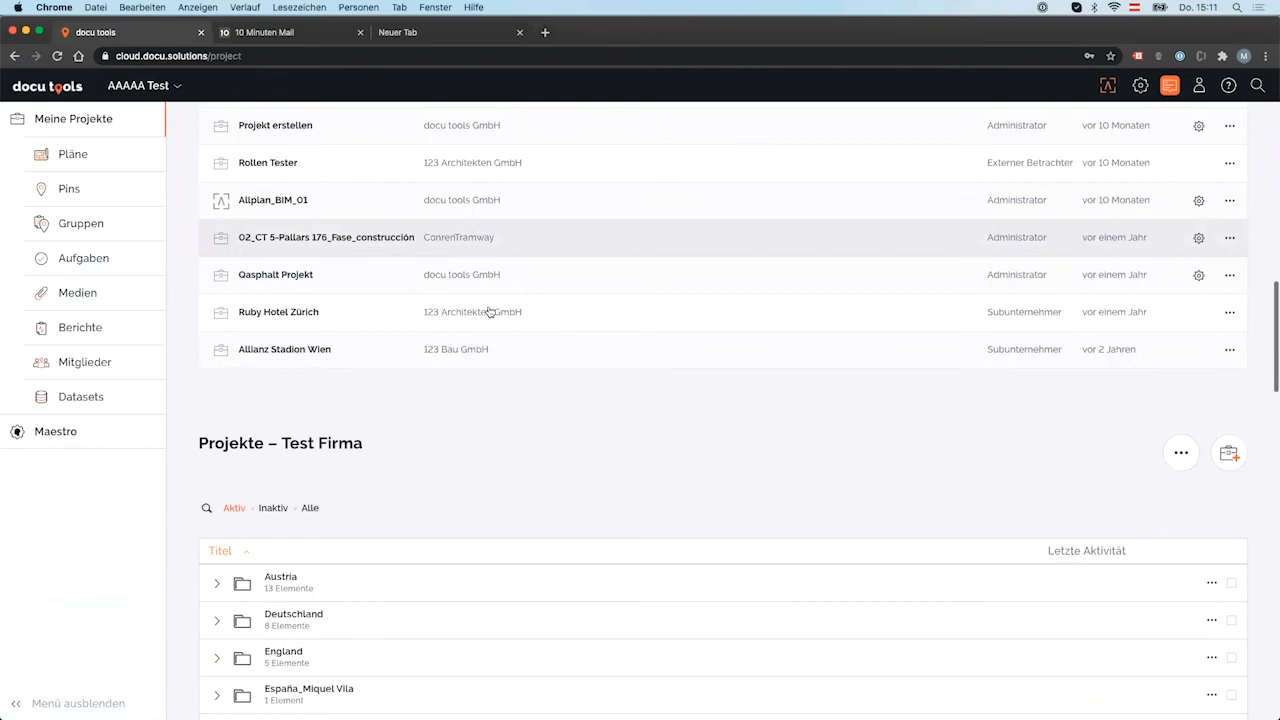 Chrome Datei Bearbeiten Anzeigen Verlauf Lesezeichen Personen Tab Fenster Hilfe Do. 15:11
docu tools 10 10 Minuten Mail Neuer Tab
cloud.docu.solutions/project M
docu tools AAAAA Test
Meine Projekte
Pläne
Pins
Gruppen
Aufgaben
Medien
Berichte
Mitglieder
Datasets
Maestro
Menü ausblenden
Projekt erstellen docu tools GmbH Administrator vor 10 Monaten
Rollen Tester 123 Architekten GmbH Externer Betrachter vor 10 Monaten
Allplan_BIM_01 docu tools GmbH Administrator vor 10 Monaten
02_CT 5-Pallars 176_Fase_construcción ConrenTramway Administrator vor einem Jahr
Qasphalt Projekt docu tools GmbH Administrator vor einem Jahr
Ruby Hotel Zürich 123 Architekten GmbH Subunternehmer vor einem Jahr
Allianz Stadion Wien 123 Bau GmbH Subunternehmer vor 2 Jahren
Projekte – Test Firma
Aktiv Inaktiv Alle
Titel Letzte Aktivität
Austria
13 Elemente
Deutschland
8 Elemente
England
5 Elemente
España_Miquel Vila
1 Element